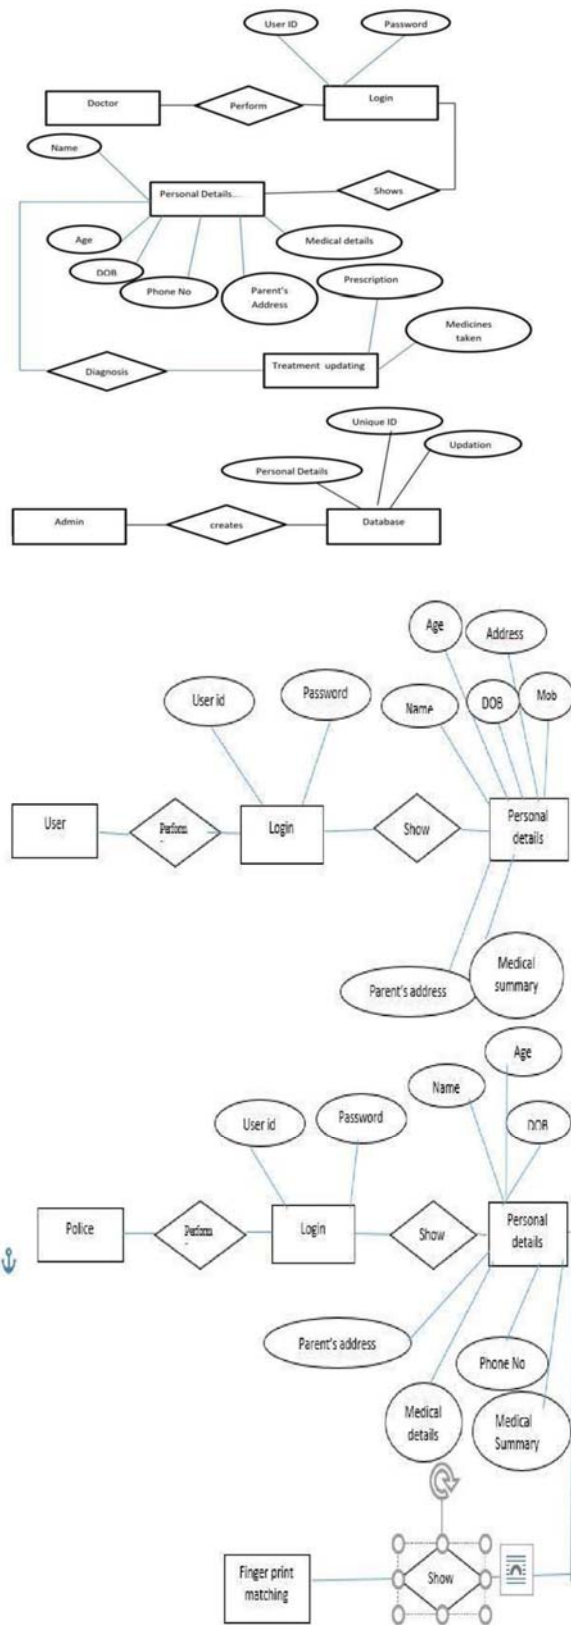 User ID
Password
Doctor
Perform
Login
Name
Personal Details....
Shows
Age
Medical details
DOB
Phone No
Parent's
Address
Prescription
Medicines
taken
Diagnosis
Treatment updating
Unique ID
Updation
Personal Details
Admin
creates
Database
Age
Address
User id
Password
Name
DOB
Mob
User
Perform
Login
Show
Personal
details
Parent's address
Medical
summary
Age
Name
User id
Password
DOB
Police
Perform
Login
Show
Personal
details
Parent's address
Phone No
Medical
details
Medical
Summary
Finger print
matching
Show